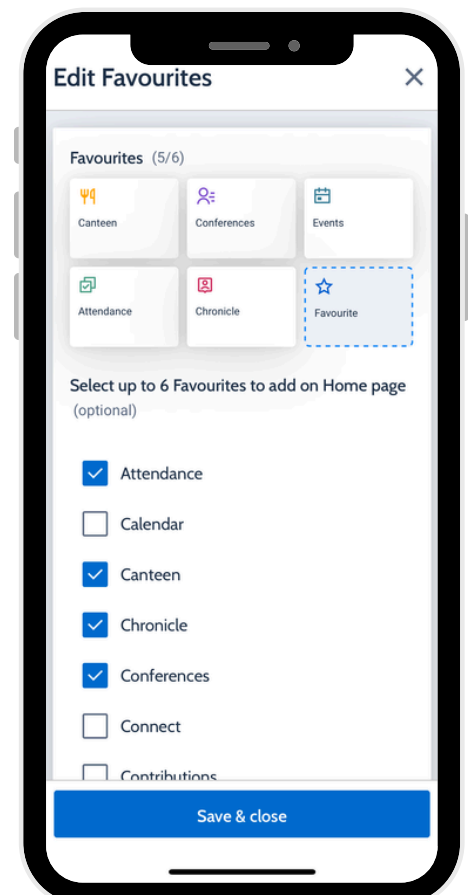 Edit Favourites
Favourites (5/6)
Canteen Conferences Events
Attendance Chronicle Favourite
Select up to 6 Favourites to add on Home page
(optional)
Attendance
Calendar
Canteen
Chronicle
Conferences
Connect
Contributions
Save & close